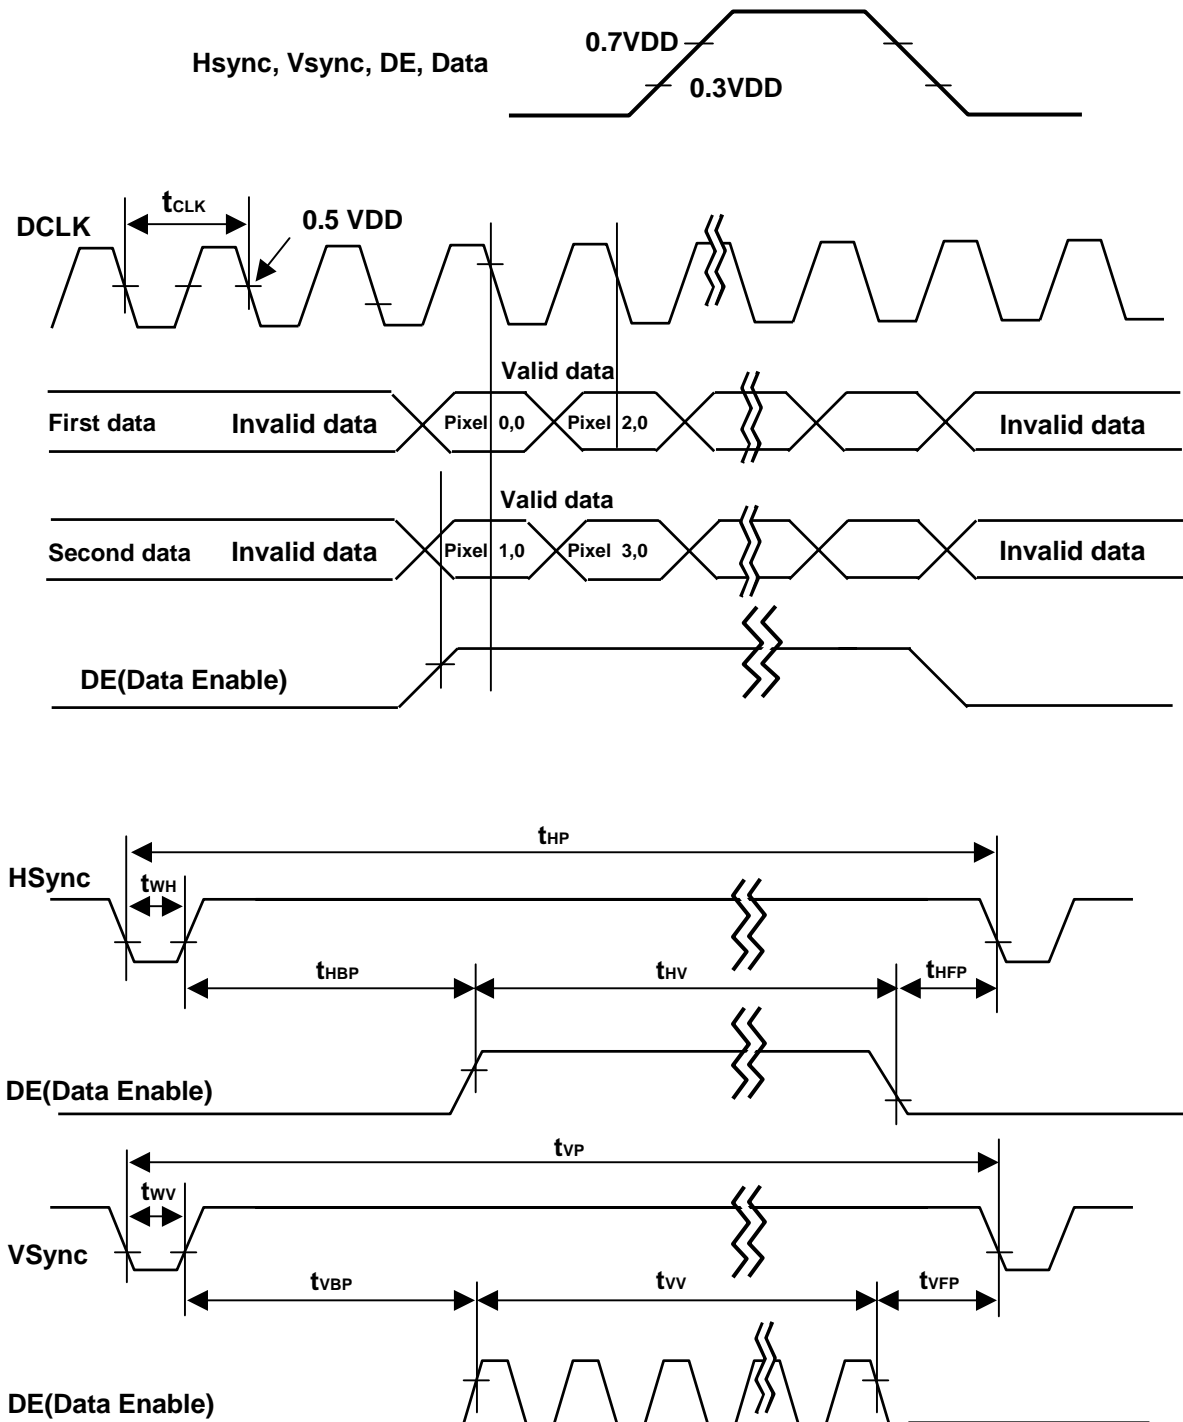 0.7VDD
Hsync, Vsync, DE, Data
0.3VDD
tCLK
DCLK
0.5 VDD
Valid data
First data Invalid data Pixel 0,0 Pixel 2,0 Invalid data
Valid data
Second data Invalid data Pixel 1,0 Pixel 3,0 Invalid data
DE(Data Enable)
tHP
HSync
tWH
tHBP tHV tHFP
DE(Data Enable)
tVP
tWV
VSync
tVBP tVV tVFP
DE(Data Enable)